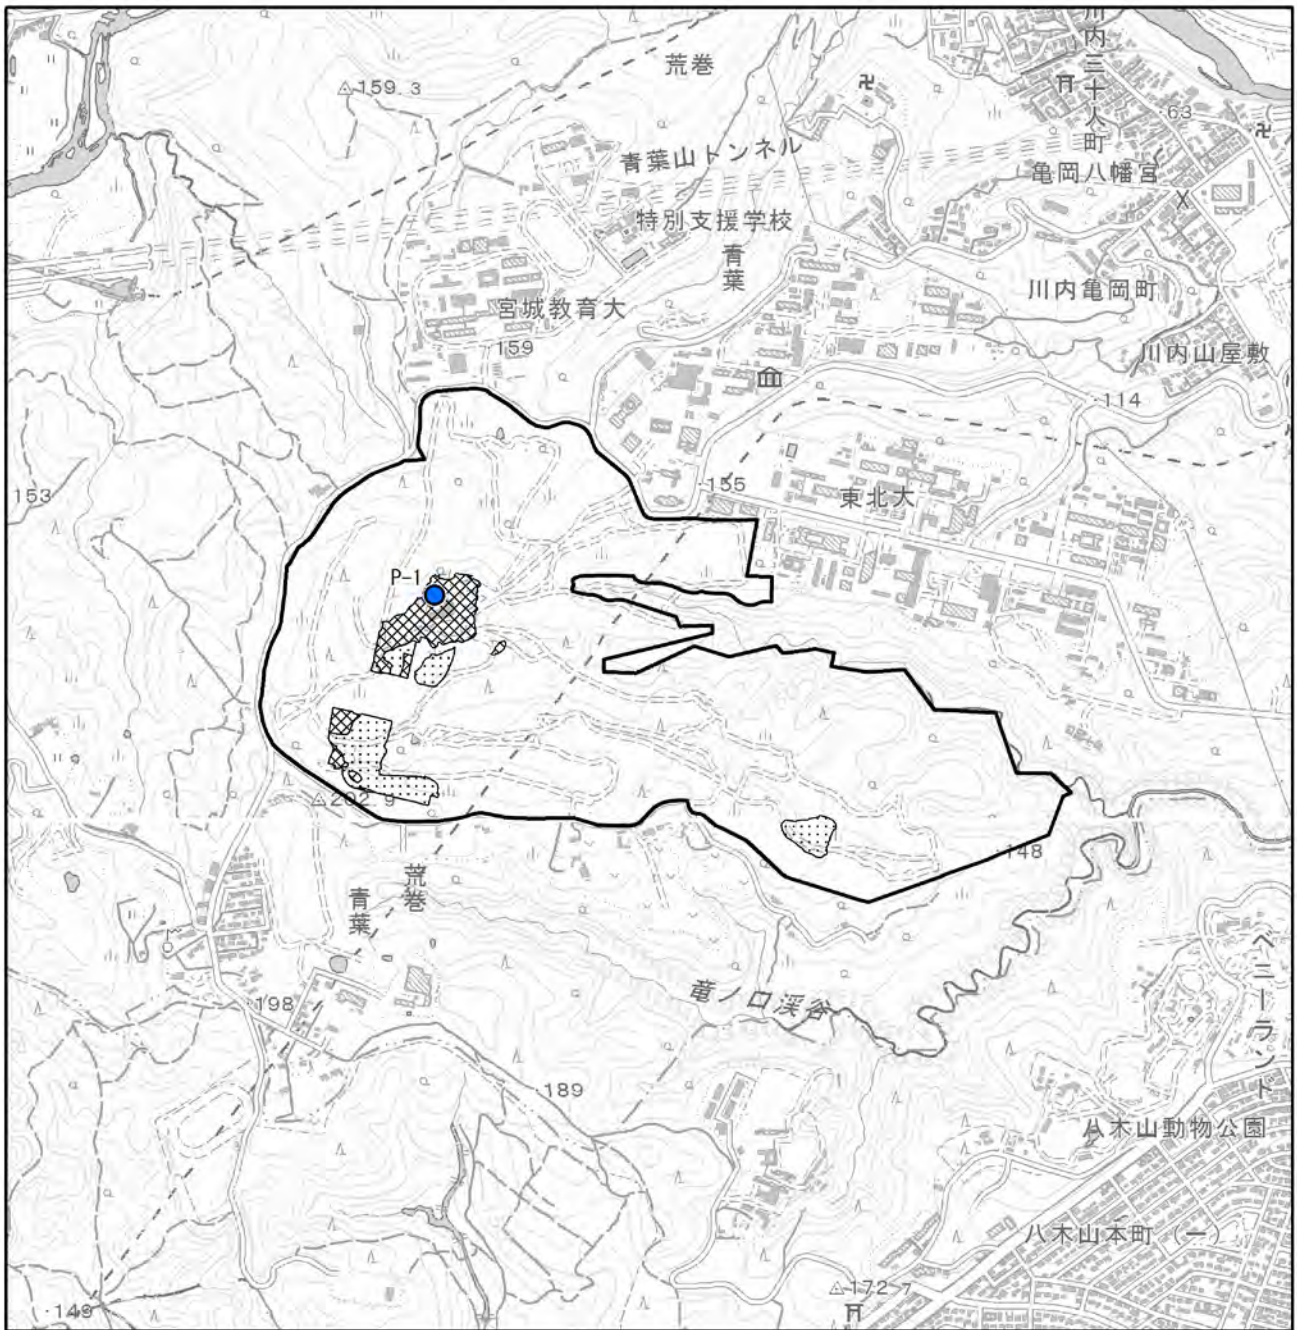 川内三十人町
荒巻
159.3
63
青葉山トンネル
亀岡八幡宮
特別支援学校
青葉
川内亀岡町
宮城教育大
159
川内山屋敷
114
153
155
東北大
P-1
202.9
148
荒巻
青葉
竜ノ口渓谷
198
ベニーランド
189
八木山動物公園
八木山本町(一)
172.7
149